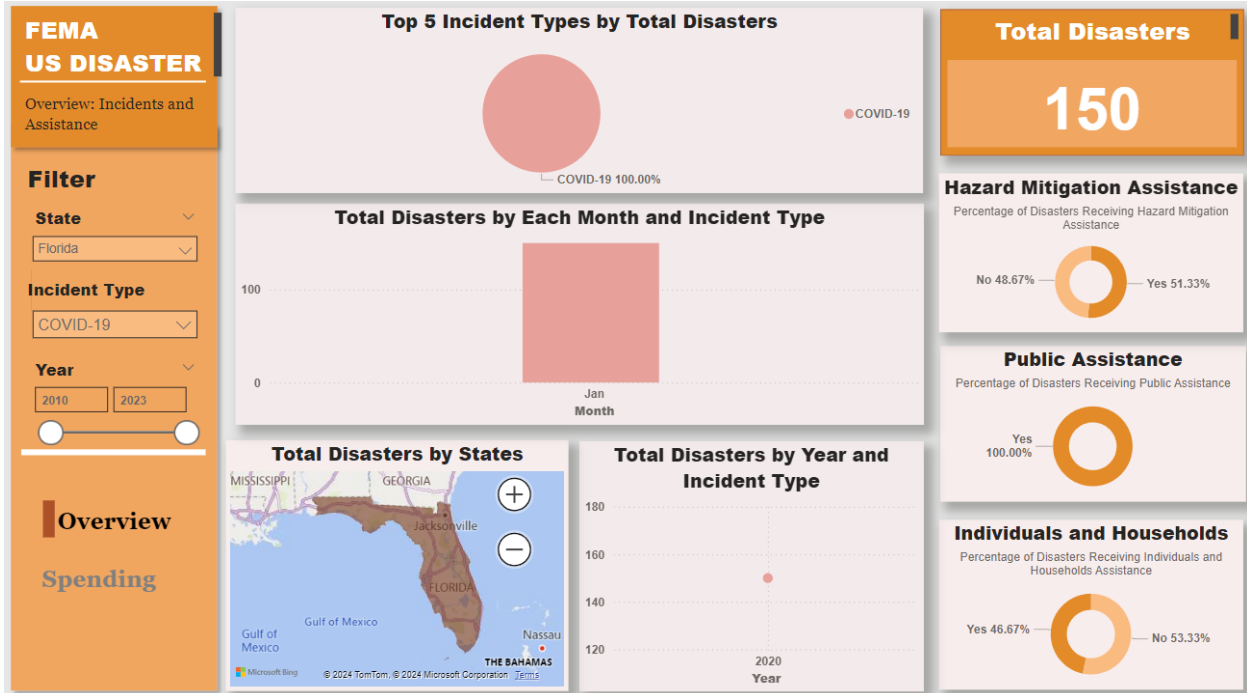 FEMA
US DISASTER
Overview: Incidents and
Assistance
Filter
State
Florida
Incident Type
COVID-19
Year
2010
2023
Overview
Spending
Top 5 Incident Types by Total Disasters
COVID-19 100.00%
COVID-19
Total Disasters by Each Month and Incident Type
100
0
Jan
Month
Total Disasters by States
MISSISSIPPI
GEORGIA
Jacksonville
FLORIDA
Gulf of Mexico
Gulf of
Mexico
Nassau
THE BAHAMAS
Microsoft Bing
© 2024 TomTom, © 2024 Microsoft Corporation Terms
Total Disasters by Year and
Incident Type
180
160
140
120
2020
Year
Total Disasters
150
Hazard Mitigation Assistance
Percentage of Disasters Receiving Hazard Mitigation
Assistance
No 48.67%
Yes 51.33%
Public Assistance
Percentage of Disasters Receiving Public Assistance
Yes
100.00%
Individuals and Households
Percentage of Disasters Receiving Individuals and
Households Assistance
Yes 46.67%
No 53.33%